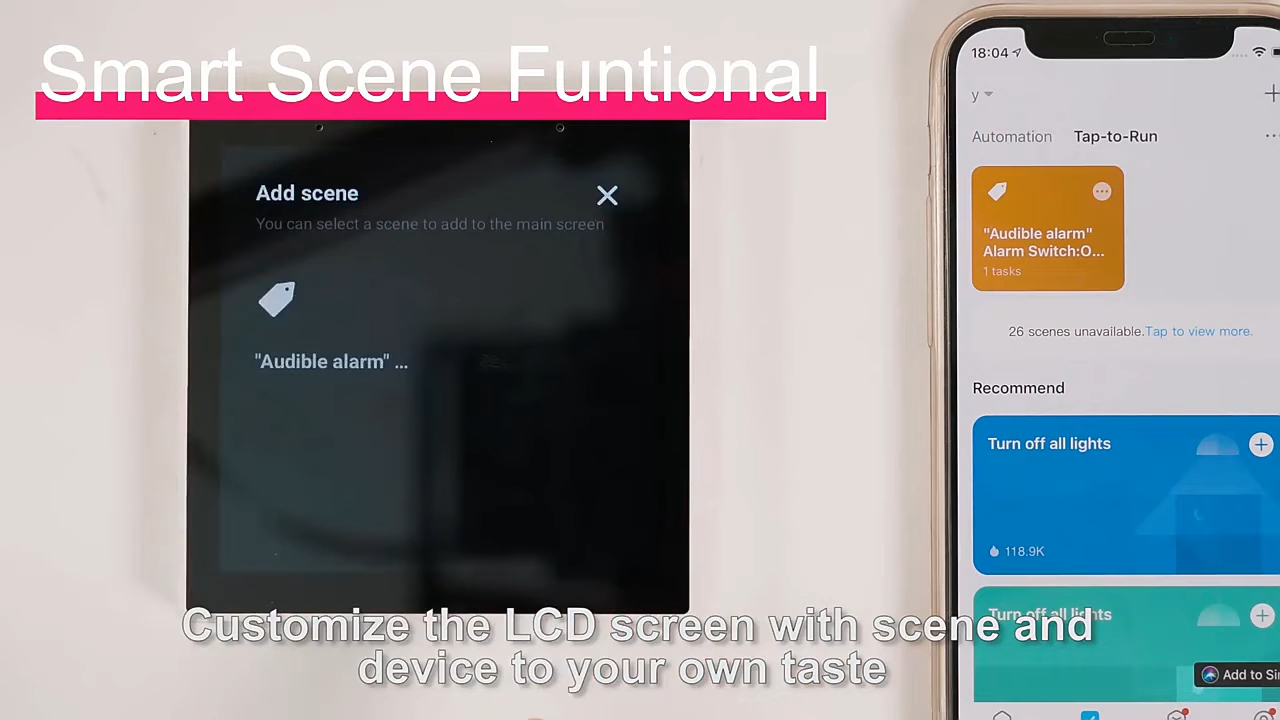 Smart Scene Funtional
Add scene
You can select a scene to add to the main screen
"Audible alarm" ...
18:04
y
Automation Tap-to-Run
"Audible alarm"
Alarm Switch:O...
1 tasks
26 scenes unavailable.Tap to view more.
Recommend
Turn off all lights
118.9K
Turn off all lights
Add to Si
Customize the LCD screen with scene and
device to your own taste